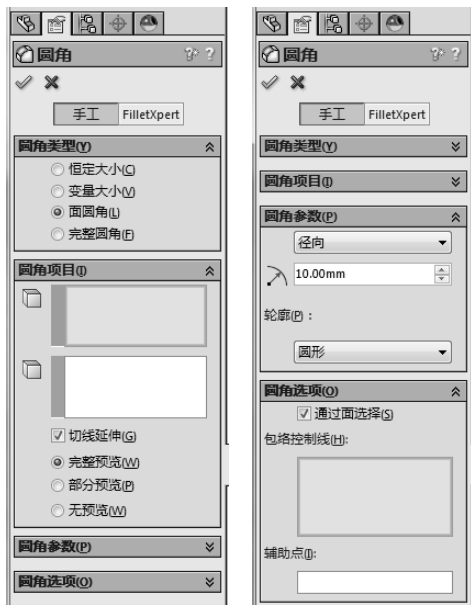 圆角
手工 FilletXpert
圆角类型(Y)
恒定大小(C)
变量大小(V)
面圆角(L)
完整圆角(F)
圆角项目(I)
切线延伸(G)
完整预览(W)
部分预览(P)
无预览(W)
圆角参数(P)
圆角选项(O)
圆角
手工 FilletXpert
圆角类型(Y)
圆角项目(I)
圆角参数(P)
径向
10.00mm
轮廓(P)：
圆形
圆角选项(O)
通过面选择(S)
包络控制线(H):
辅助点(I):